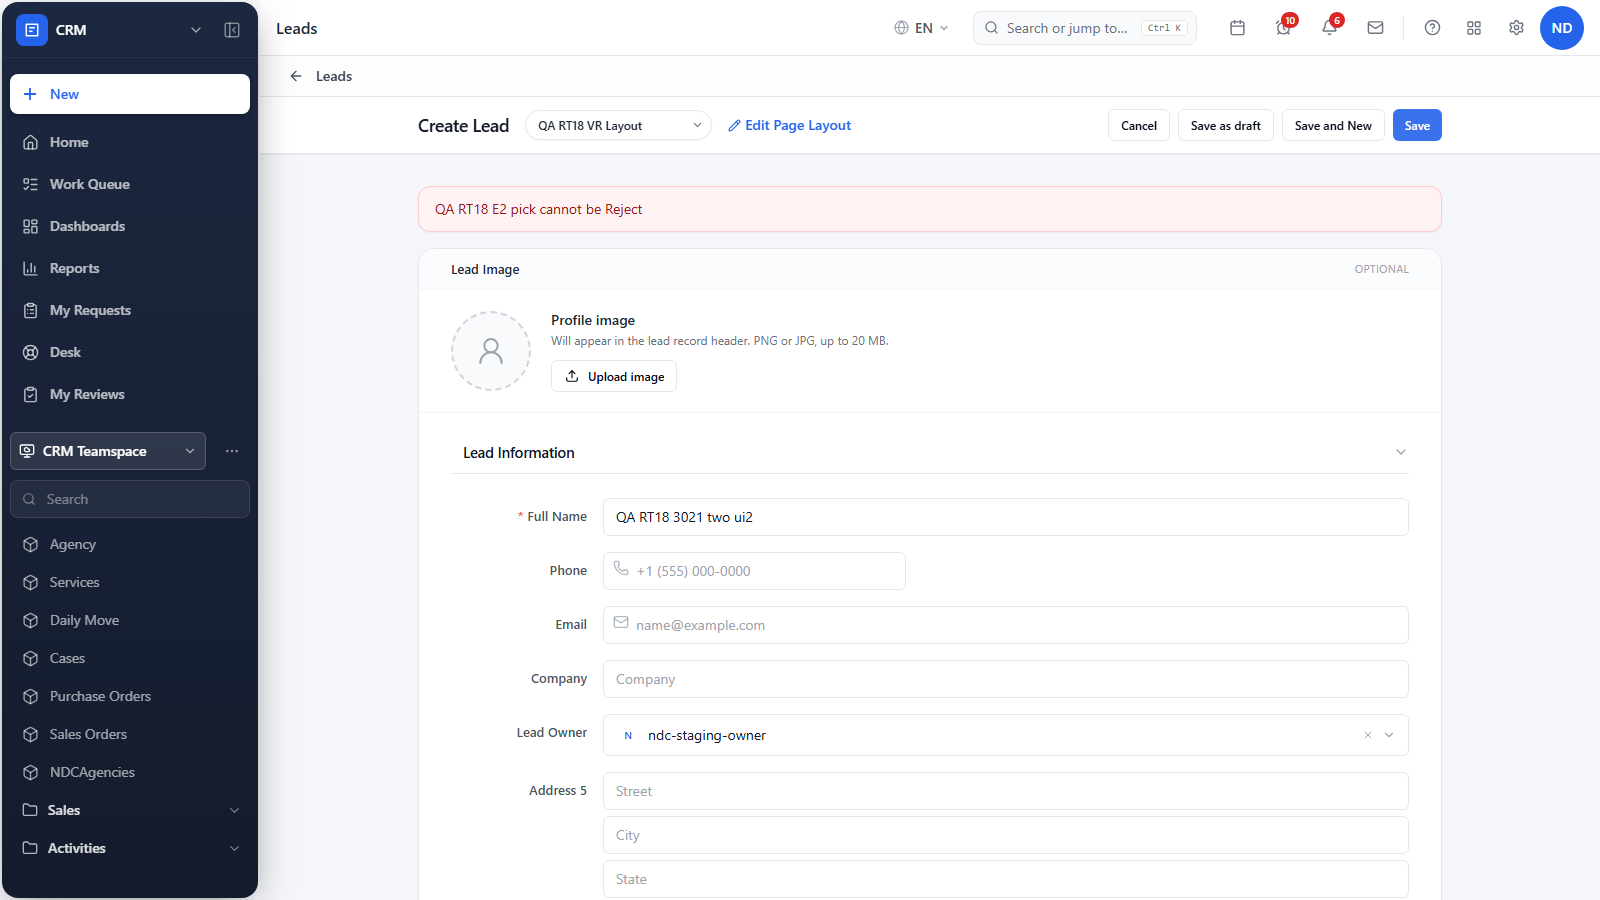 CRM
New
Home
Work Queue
Dashboards
Reports
My Requests
Desk
My Reviews
CRM Teamspace
Search
Agency
Services
Daily Move
Cases
Purchase Orders
Sales Orders
NDCAgencies
Sales
Activities
Leads
EN
Search or jump to...
Ctrl K
10
6
ND
Leads
Create Lead
QA RT18 VR Layout
Edit Page Layout
Cancel
Save as draft
Save and New
Save
QA RT18 E2 pick cannot be Reject
Lead Image
OPTIONAL
Profile image
Will appear in the lead record header. PNG or JPG, up to 20 MB.
Upload image
Lead Information
* Full Name
QA RT18 3021 two ui2
Phone
+1 (555) 000-0000
Email
name@example.com
Company
Company
Lead Owner
N
ndc-staging-owner
Address 5
Street
City
State